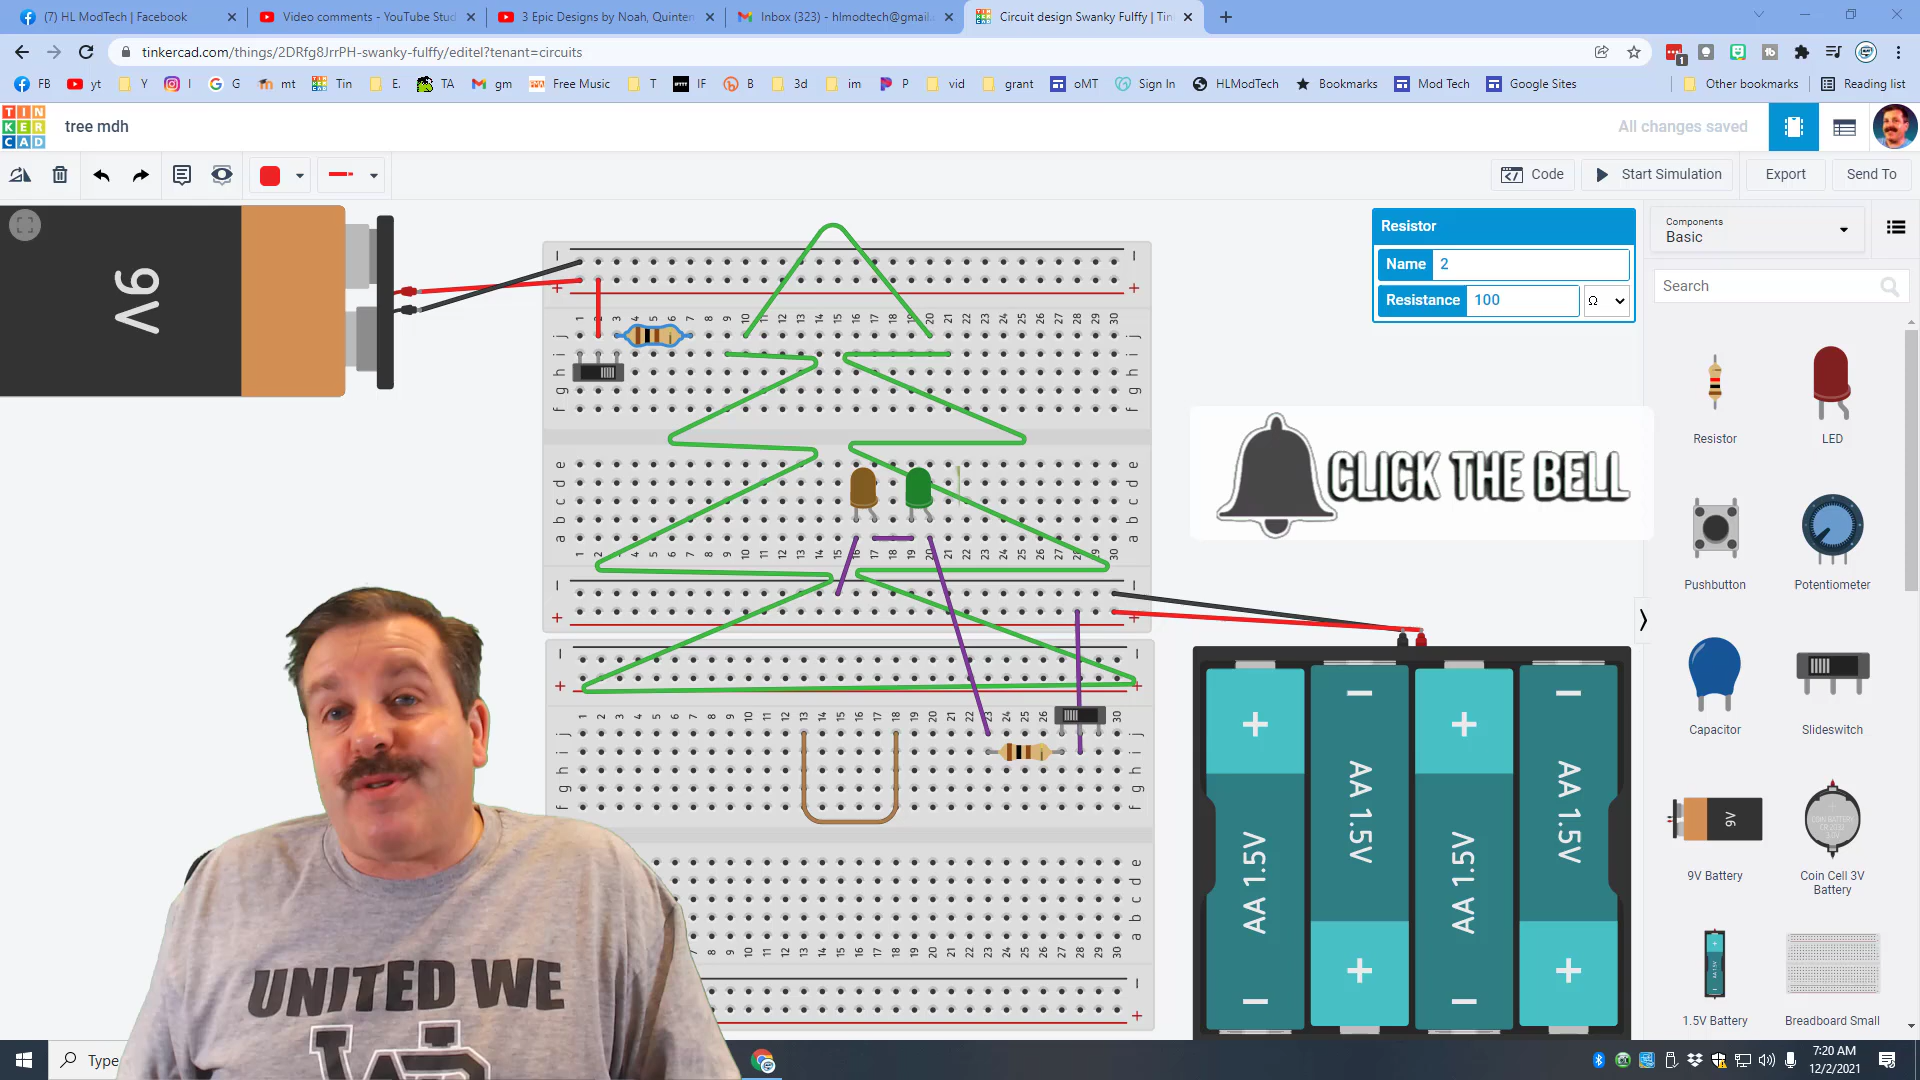 (7) HL ModTech | Facebook
Video comments - YouTube Stud
3 Epic Designs by Noah, Quinten
Inbox (323) - hlmodtech@gmail.
Circuit design Swanky Fulffy | Tin
tinkercad.com/things/2DRfg8JrrPH-swanky-fulffy/editel?tenant=circuits
FB
yt
Y
I
G
mt
Tin
E.
TA
gm
Free Music
T
IF
B
3d
im
P
vid
grant
oMT
Sign In
HLModTech
Bookmarks
Mod Tech
Google Sites
Other bookmarks
Reading list
TIN
KER
CAD
tree mdh
All changes saved
Code
Start Simulation
Export
Send To
9V
Resistor
Name 2
Resistance 100 Ω
Components
Basic
Search
Resistor
LED
Pushbutton
Potentiometer
Capacitor
Slideswitch
9V Battery
Coin Cell 3V
Battery
1.5V Battery
Breadboard Small
CLICK THE BELL
AA 1.5V
AA 1.5V
AA 1.5V
AA 1.5V
UNITED WE
Type
7:20 AM
12/2/2021